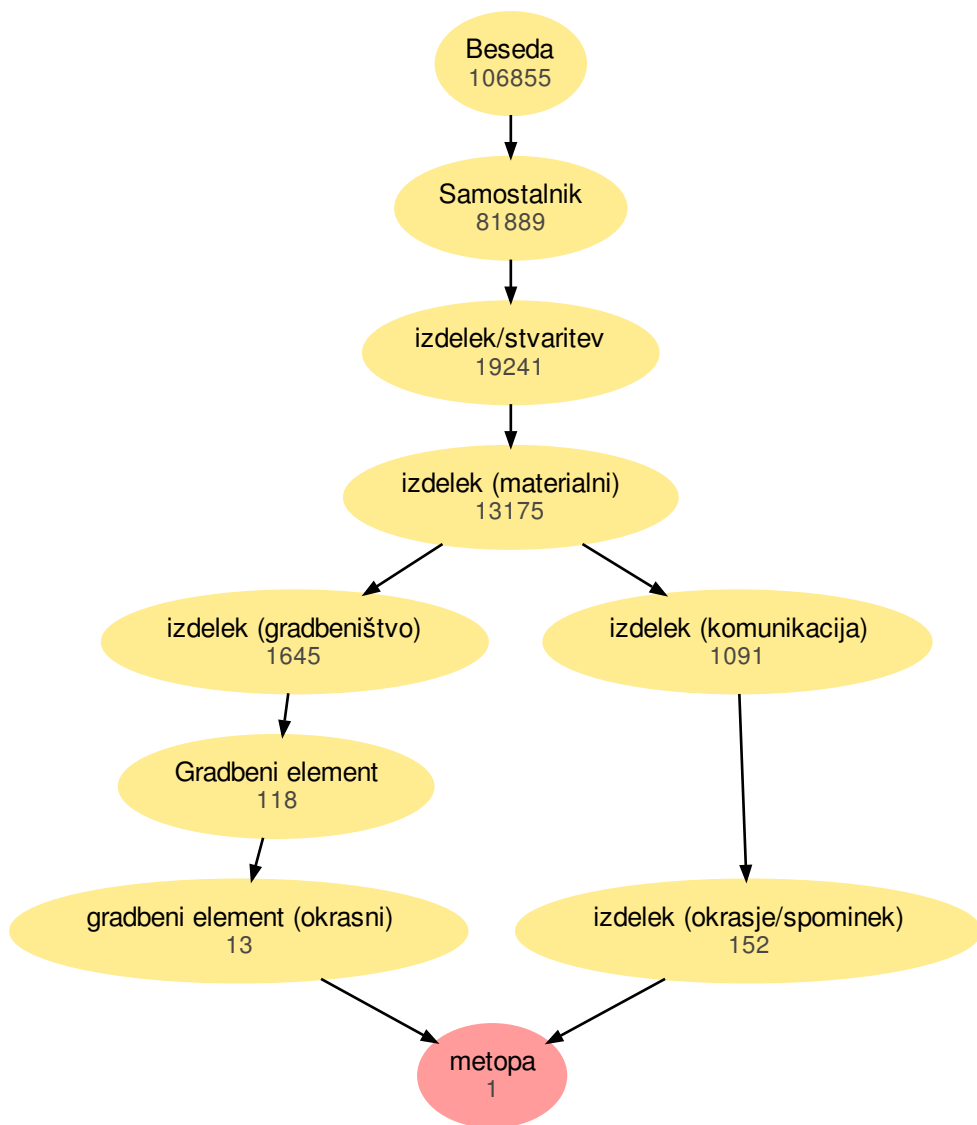 Beseda
106855
Samostalnik
81889
izdelek/stvaritev
19241
izdelek (materialni)
13175
izdelek (gradbeništvo)
1645
izdelek (komunikacija)
1091
Gradbeni element
118
gradbeni element (okrasni)
13
izdelek (okrasje/spominek)
152
metopa
1